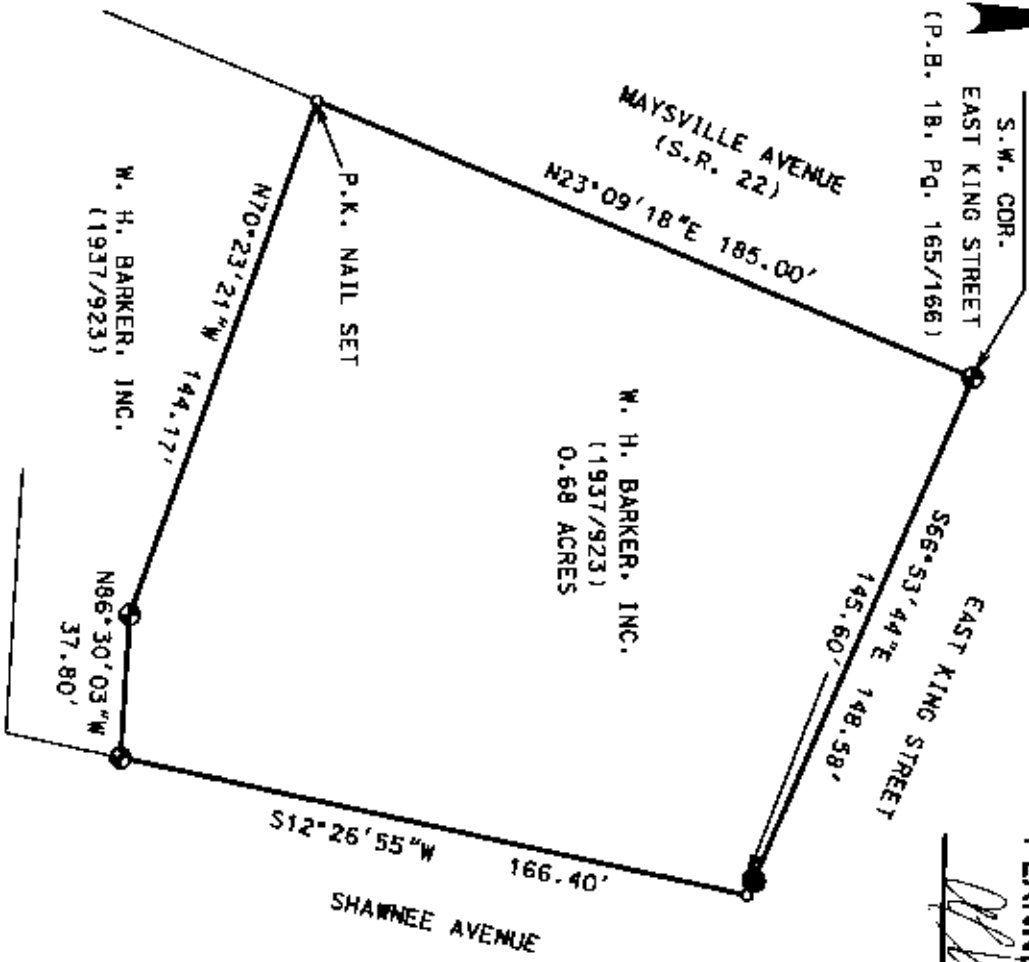 S.W. COR.
EAST KING STREET
(P.B. 18, Pg. 165/166)
MAYSVILLE AVENUE
(S.R. 22)
N23°09'18"E 185.00'
P.K. NAIL SET
N70°23'21"W 144.17'
W. H. BARKER, INC.
(1937/923)
W. H. BARKER, INC.
(1937/923)
0.68 ACRES
S66°53'44"E 148.58'
145.60'
EAST KING STREET
N86°30'03"W
37.80'
S12°26'55"W 166.40'
SHAWNEE AVENUE